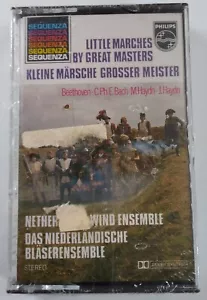 SEQUENZA
SEQUENZA
SEQUENZA
SEQUENZA
SEQUENZA
SEQUENZA
PHILIPS
LITTLE MARCHES
BY GREAT MASTERS
KLEINE MÄRSCHE GROSSER MEISTER
Beethoven·C.Ph.E.Bach·M.Haydn·J.Haydn
WIND ENSEMBLE
DAS NIEDERLÄNDISCHE
BLÄSERENSEMBLE
STEREO